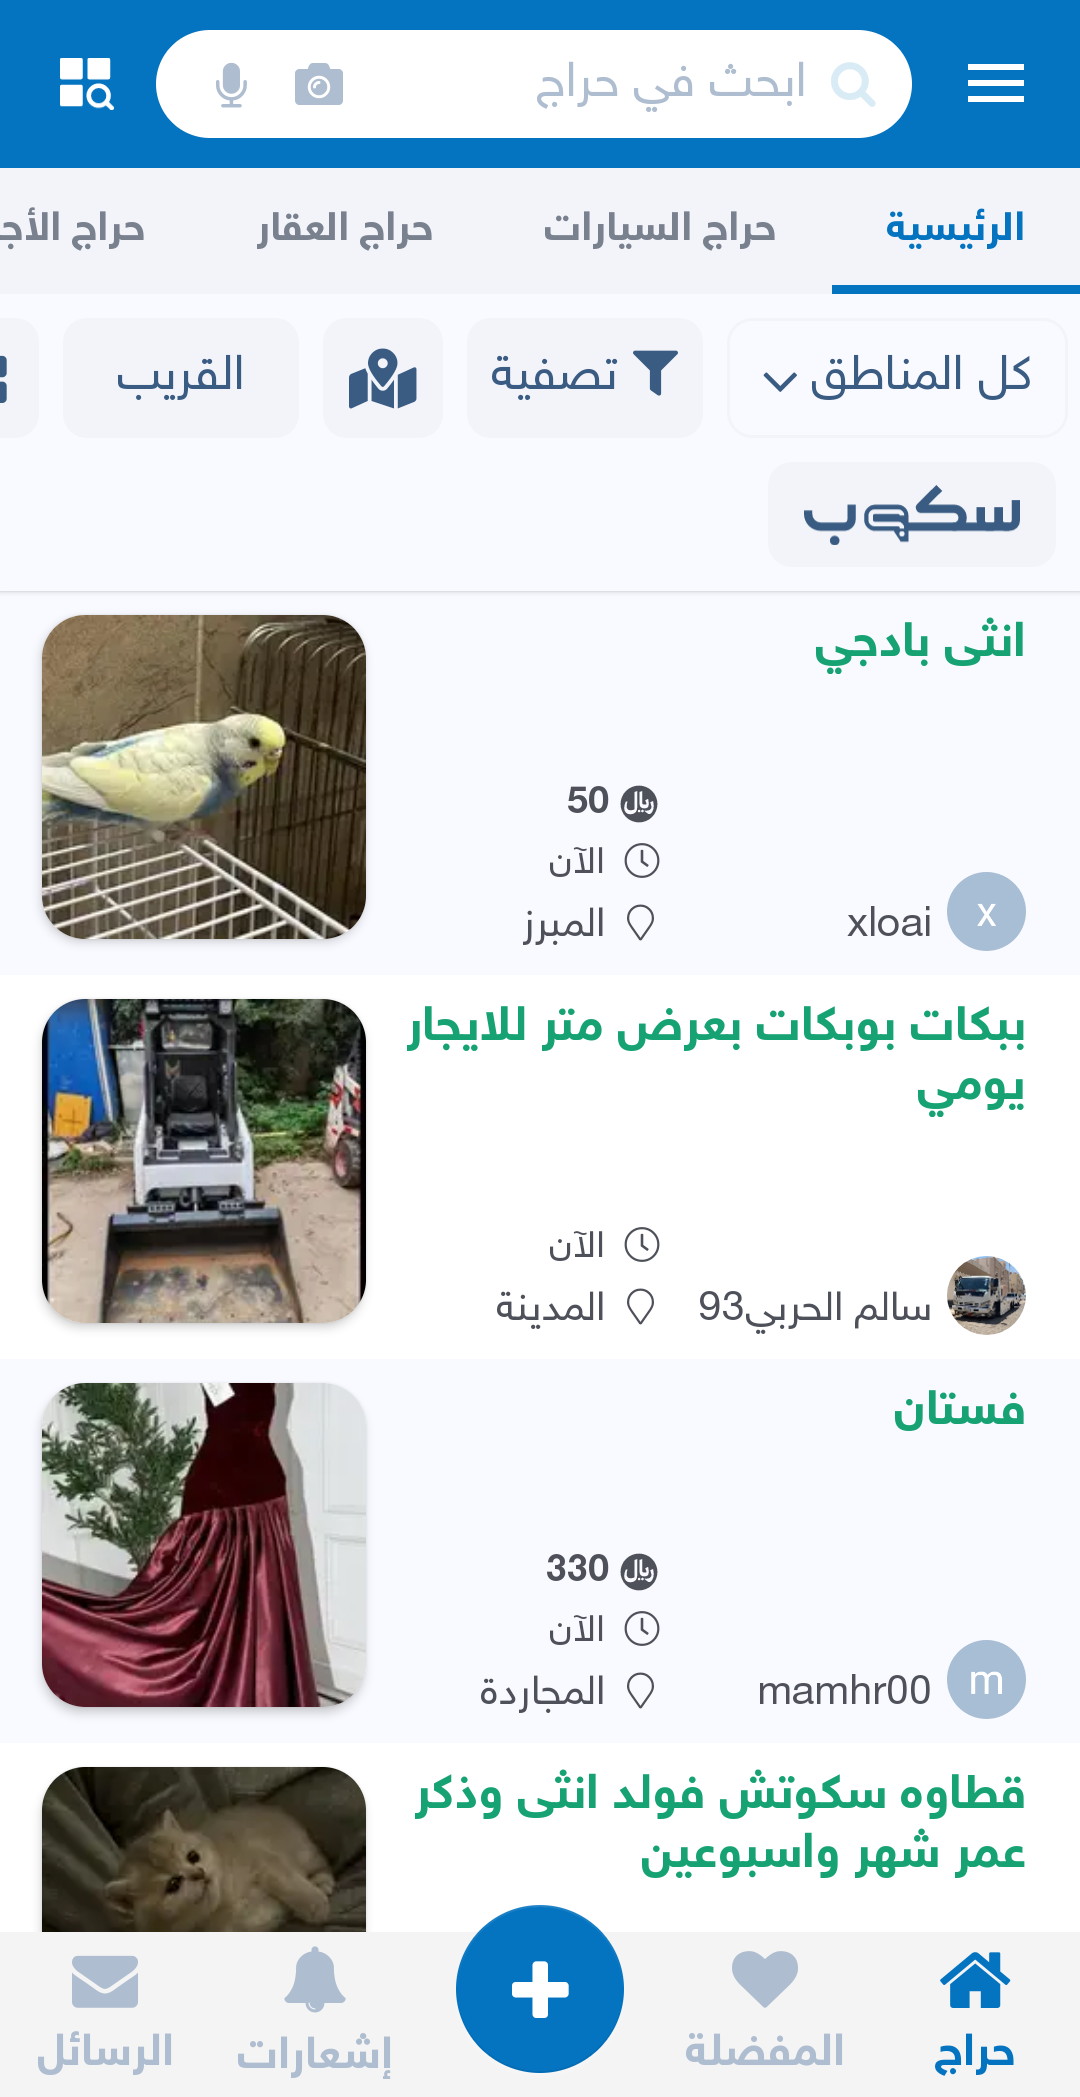 ابحث في حراج
الرئيسية
حراج السيارات
حراج العقار
حراج الأج
كل المناطق
تصفية
القريب
سكوب
انثى بادجي
50 ريال
الآن
المبرز
x
xloai
ببكات بوبكات بعرض متر للايجار
يومي
الآن
المدينة
سالم الحربي93
فستان
330 ريال
الآن
المجاردة
m
mamhr00
قطاوه سكوتش فولد انثى وذكر
عمر شهر واسبوعين
حراج
المفضلة
إشعارات
الرسائل